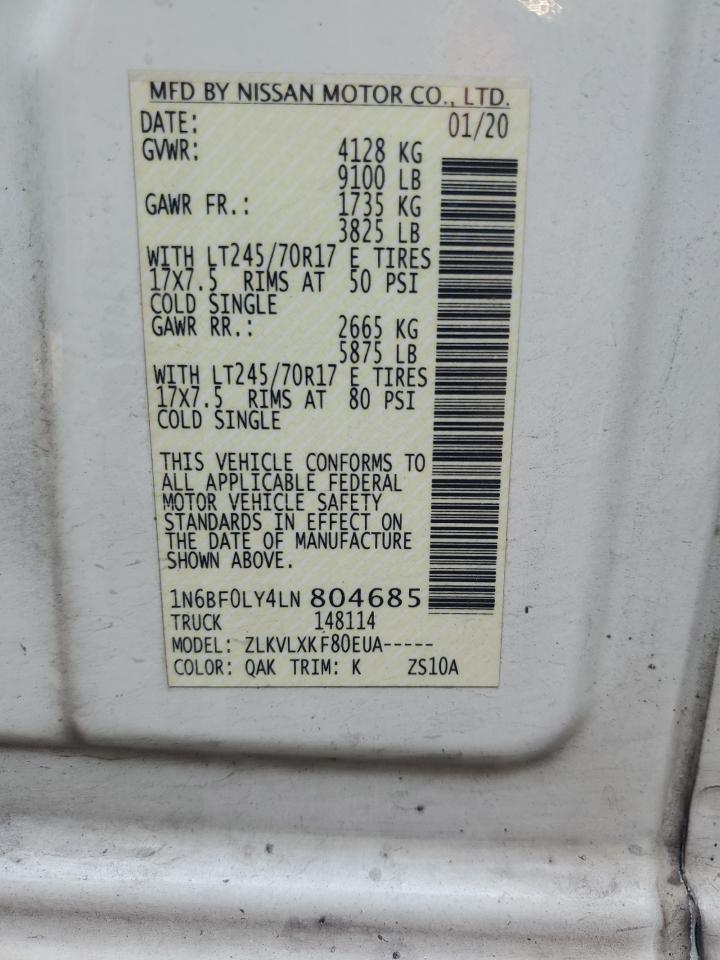 MFD BY NISSAN MOTOR CO., LTD.
DATE: 01/20
GVWR: 4128 KG
9100 LB
GAWR FR.: 1735 KG
3825 LB
WITH LT245/70R17 E TIRES
17X7.5 RIMS AT 50 PSI
COLD SINGLE
GAWR RR.: 2665 KG
5875 LB
WITH LT245/70R17 E TIRES
17X7.5 RIMS AT 80 PSI
COLD SINGLE
THIS VEHICLE CONFORMS TO
ALL APPLICABLE FEDERAL
MOTOR VEHICLE SAFETY
STANDARDS IN EFFECT ON
THE DATE OF MANUFACTURE
SHOWN ABOVE.
1N6BF0LY4LN 804685
TRUCK 148114
MODEL: ZLKVLXKF80EUA-----
COLOR: QAK TRIM: K ZS10A